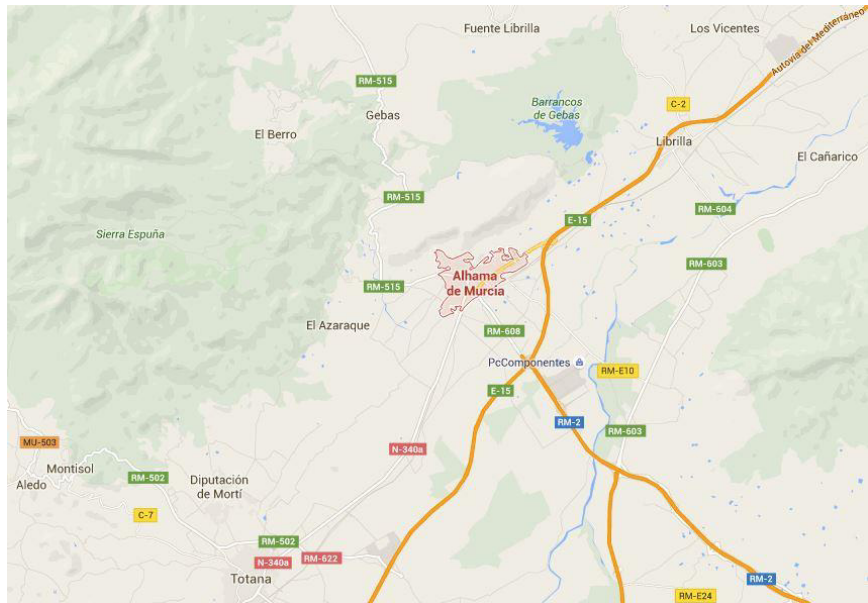 Fuente Librilla
Los Vicentes
Autovía del Mediterráneo
RM-515
Barrancos
de Gebas
C-2
Gebas
El Berro
Librilla
El Cañarico
RM-515
RM-604
E-15
Sierra Espuña
RM-603
Alhama
de Murcia
RM-515
El Azaraque
RM-608
PcComponentes
RM-E10
E-15
RM-2
RM-603
MU-503
N-340a
Montisol
RM-502
Diputación
de Mortí
Aledo
C-7
RM-502
N-340a
RM-622
Totana
RM-2
RM-E24